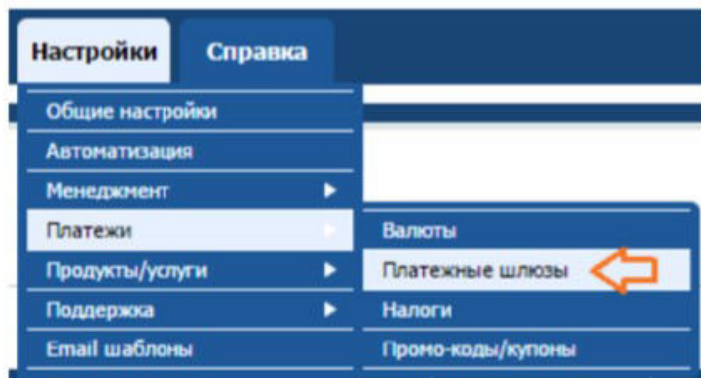 Настройки Справка
Общие настройки
Автоматизация
Менеджмент
Платежи
Продукты/услуги
Поддержка
Email шаблоны
Валюты
Платежные шлюзы
Налоги
Промо-коды/купоны